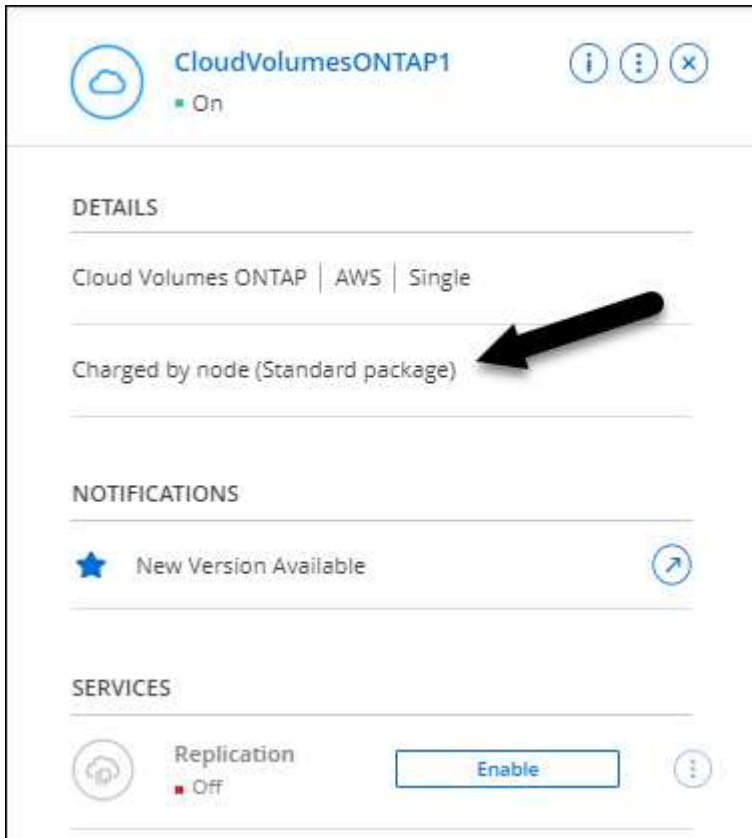 CloudVolumesONTAP1
On
DETAILS
Cloud Volumes ONTAP | AWS | Single
Charged by node (Standard package)
NOTIFICATIONS
New Version Available
SERVICES
Replication
Enable
Off